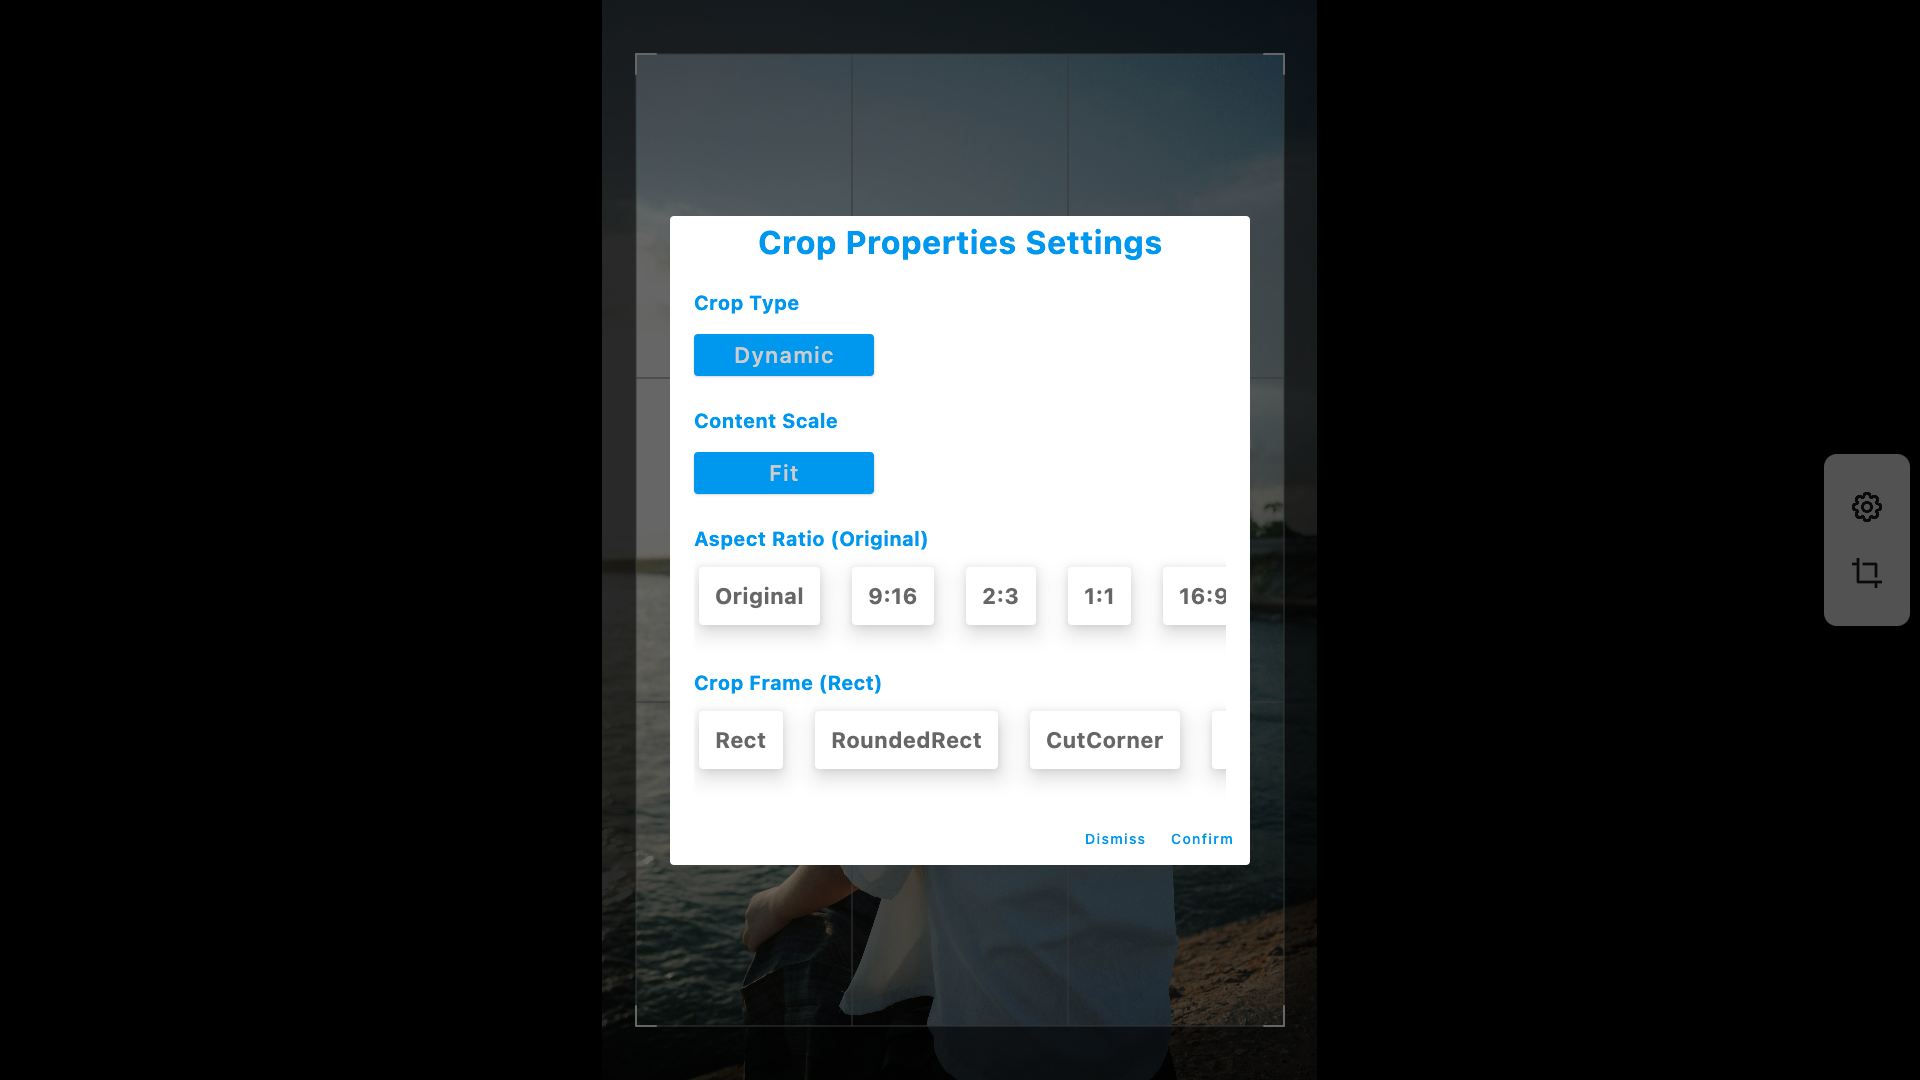 Crop Properties Settings
Crop Type
Dynamic
Content Scale
Fit
Aspect Ratio (Original)
Original 9:16 2:3 1:1 16:9
Crop Frame (Rect)
Rect RoundedRect CutCorner
Dismiss Confirm